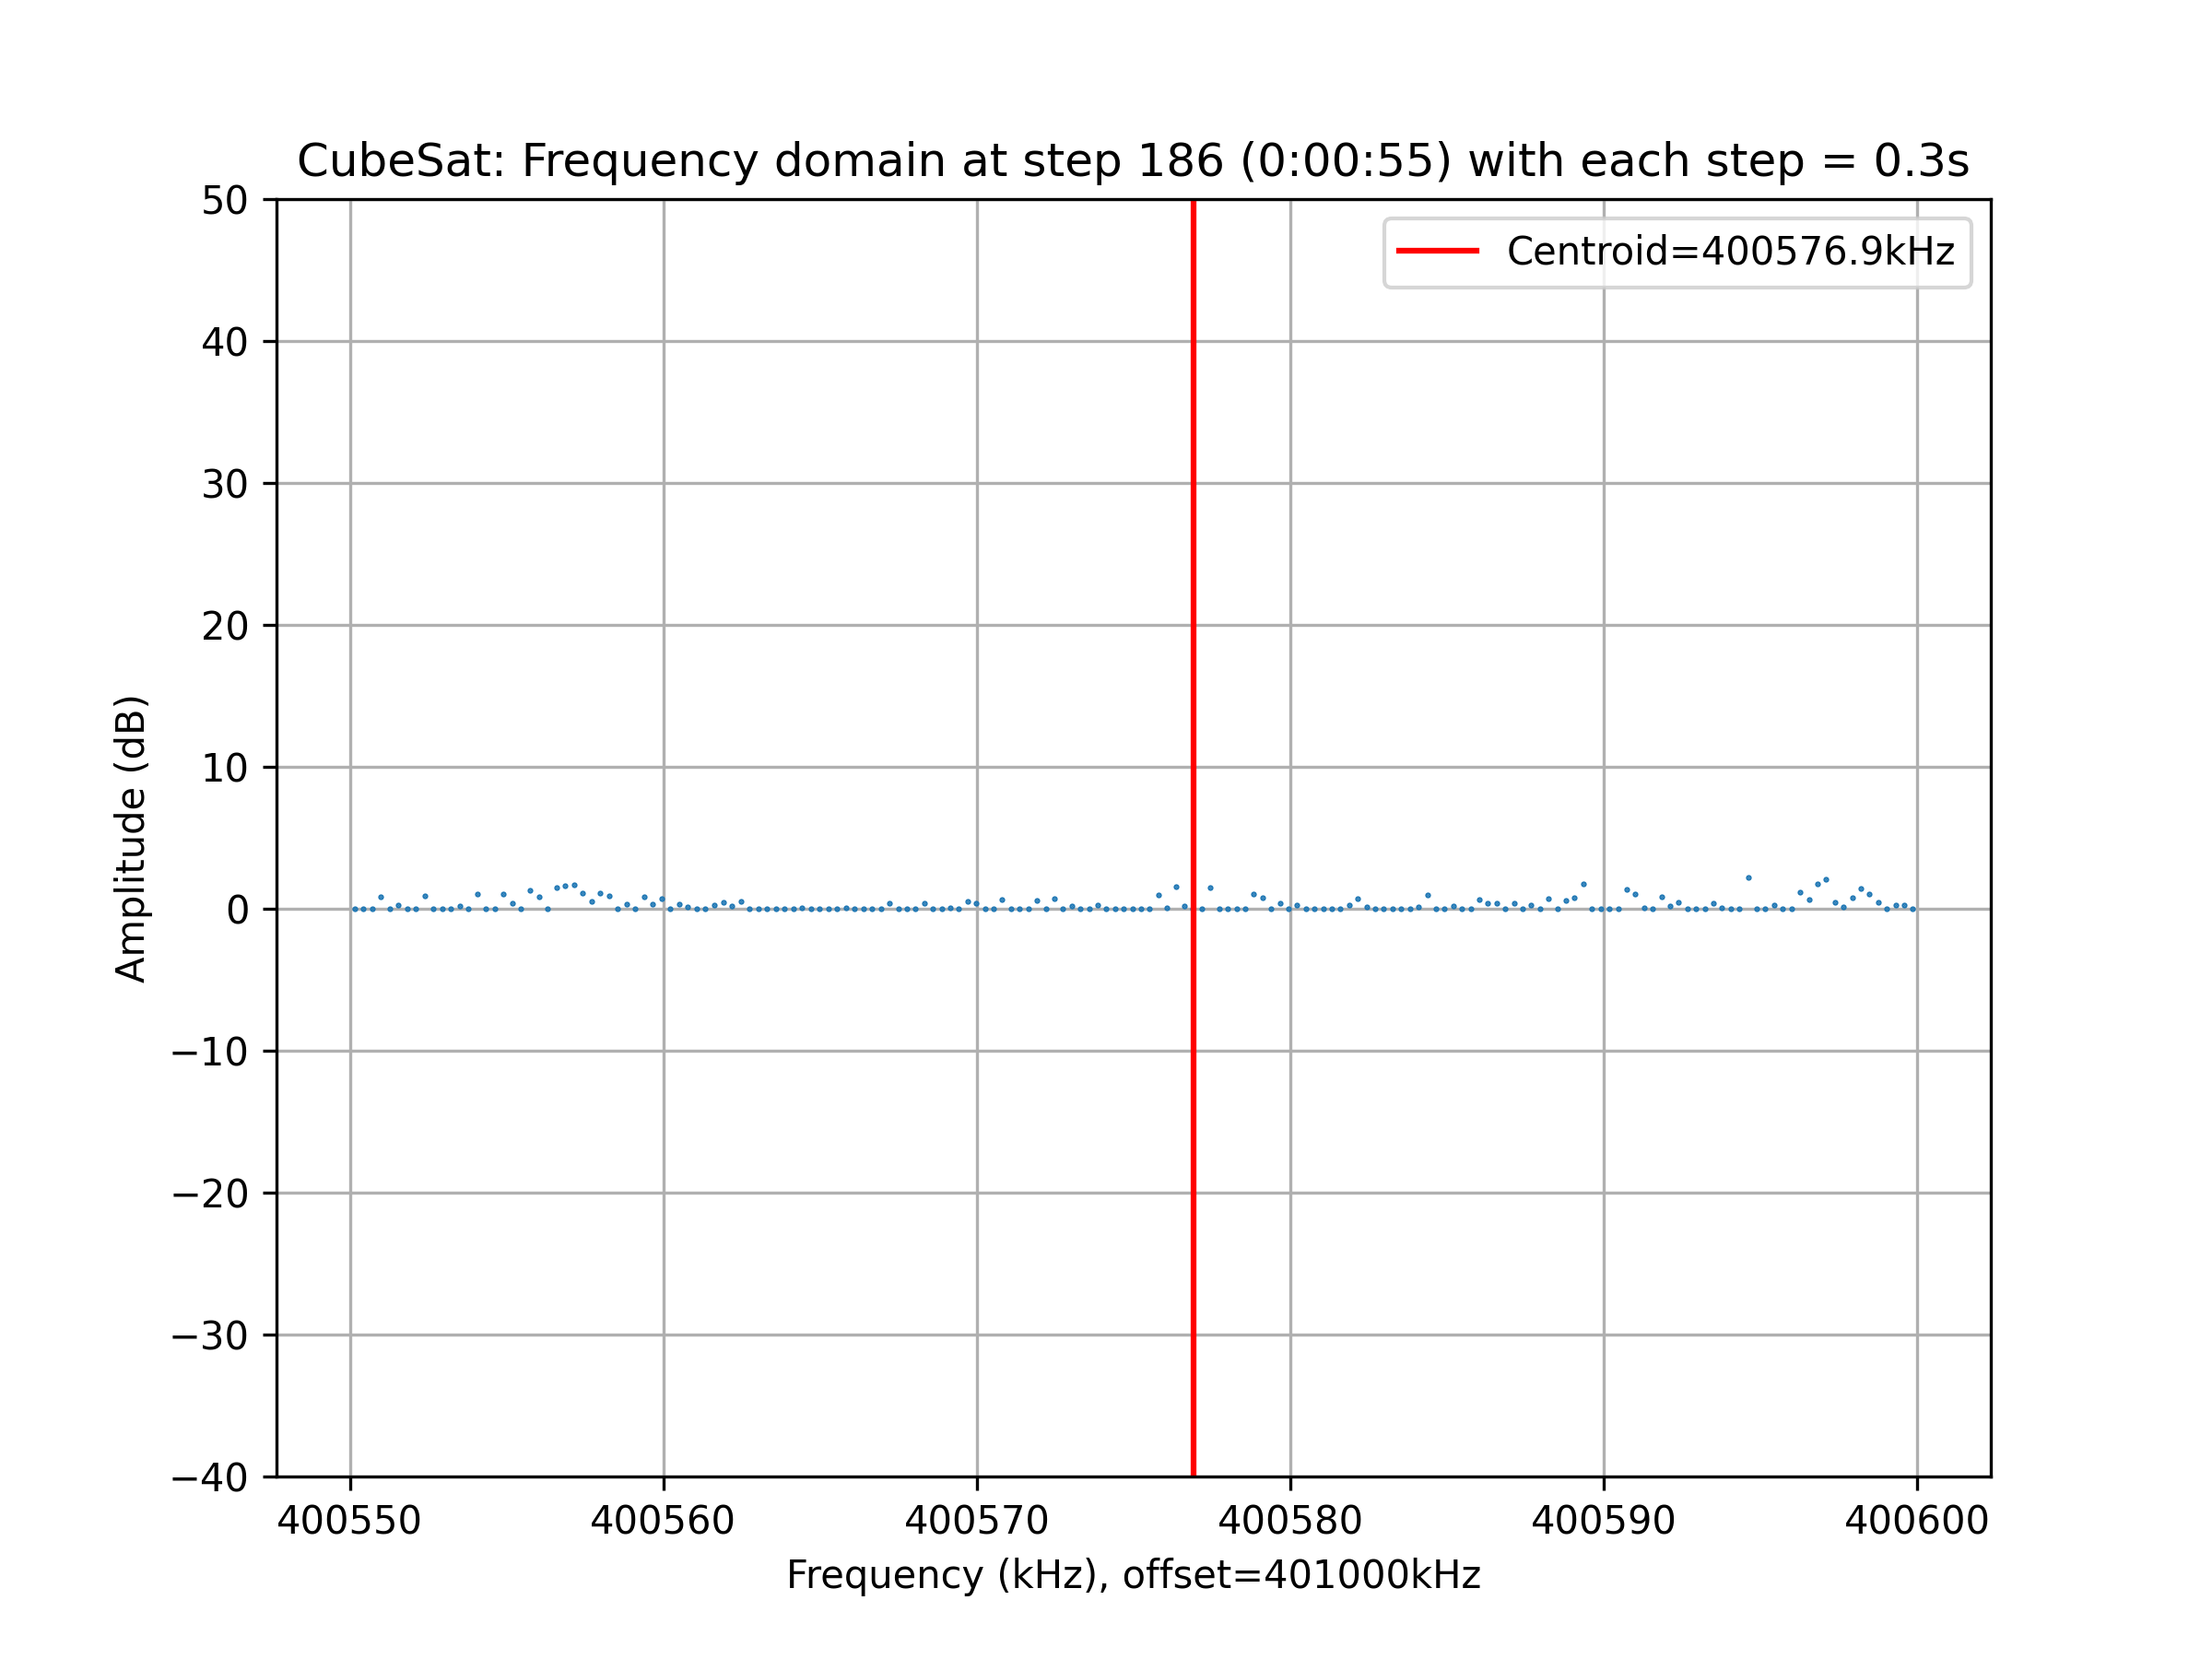 CubeSat: Frequency domain at step 186 (0:00:55) with each step = 0.3s
Centroid=400576.9kHz
50
40
30
20
10
0
−10
−20
−30
−40
Amplitude (dB)
400550 400560 400570 400580 400590 400600
Frequency (kHz), offset=401000kHz